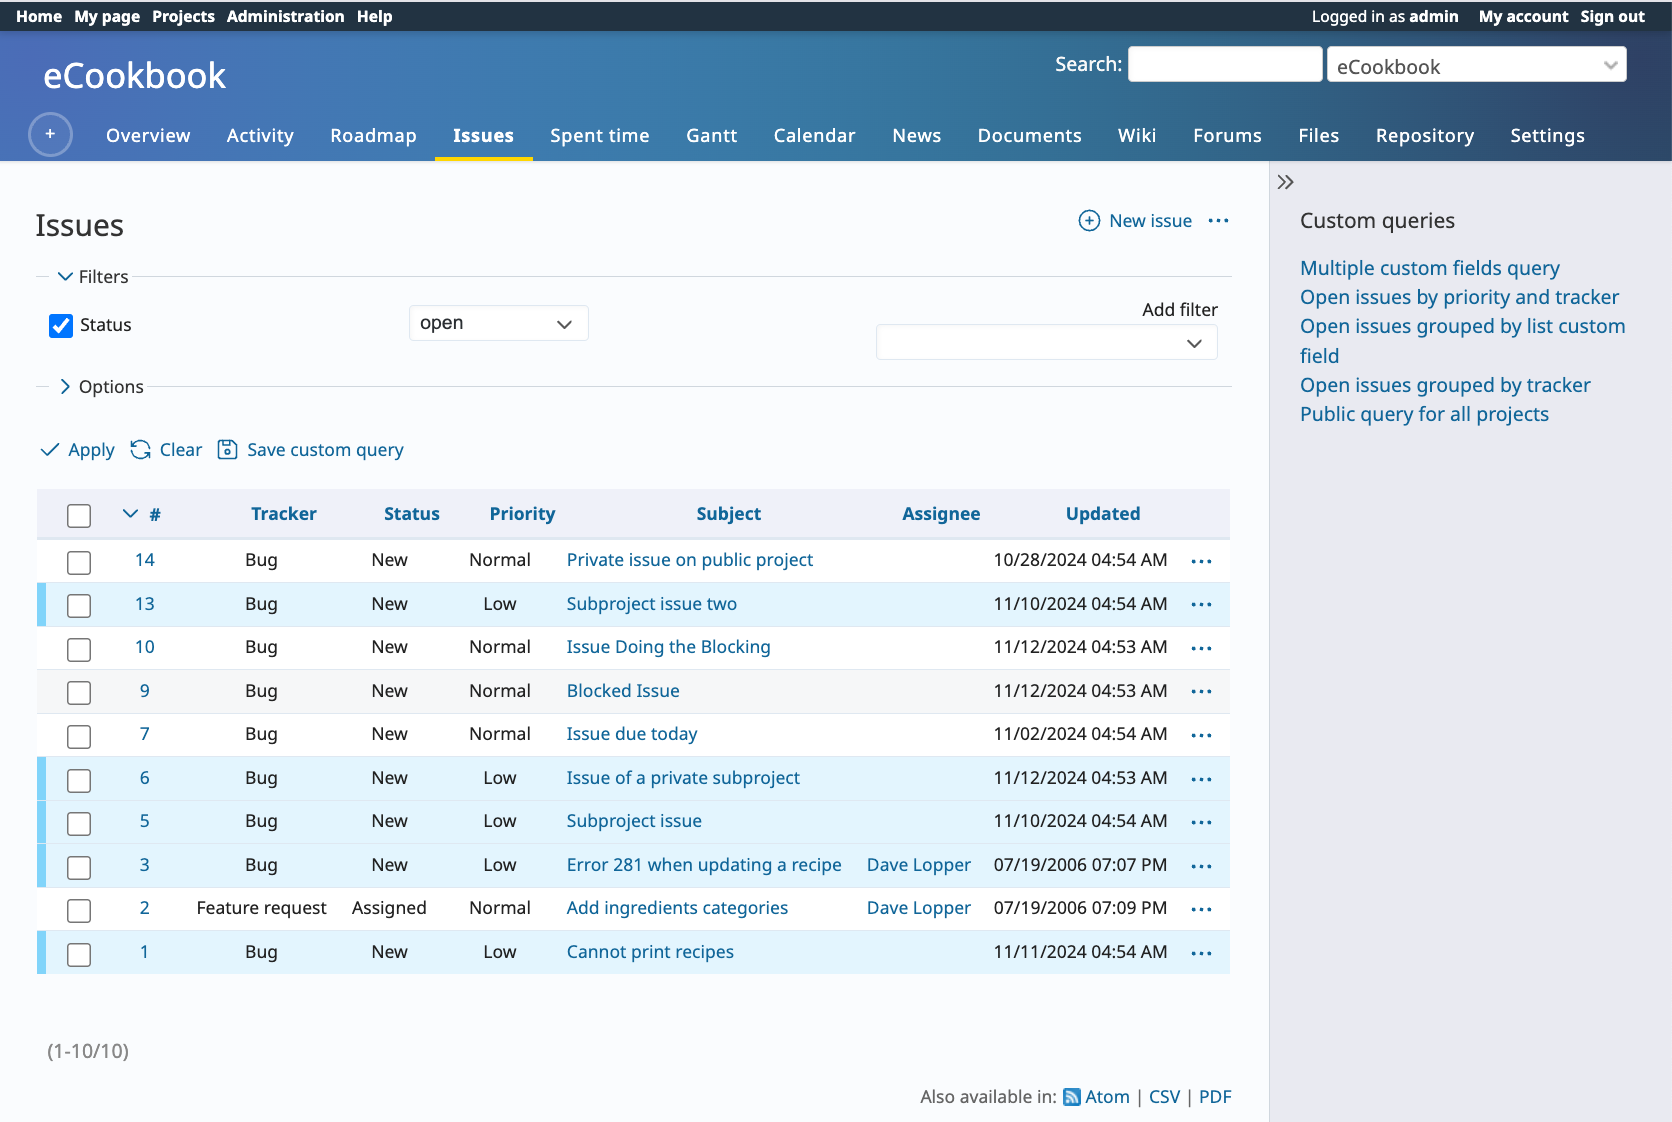 Home My page Projects Administration Help Logged in as admin My account Sign out
eCookbook Search: eCookbook
+ Overview Activity Roadmap Issues Spent time Gantt Calendar News Documents Wiki Forums Files Repository Settings
Issues New issue
Filters
Status open Add filter
Options
Apply Clear Save custom query
# Tracker Status Priority Subject Assignee Updated
14 Bug New Normal Private issue on public project 10/28/2024 04:54 AM
13 Bug New Low Subproject issue two 11/10/2024 04:54 AM
10 Bug New Normal Issue Doing the Blocking 11/12/2024 04:53 AM
9 Bug New Normal Blocked Issue 11/12/2024 04:53 AM
7 Bug New Normal Issue due today 11/02/2024 04:54 AM
6 Bug New Low Issue of a private subproject 11/12/2024 04:53 AM
5 Bug New Low Subproject issue 11/10/2024 04:54 AM
3 Bug New Low Error 281 when updating a recipe Dave Lopper 07/19/2006 07:07 PM
2 Feature request Assigned Normal Add ingredients categories Dave Lopper 07/19/2006 07:09 PM
1 Bug New Low Cannot print recipes 11/11/2024 04:54 AM
(1-10/10)
Also available in: Atom | CSV | PDF
Custom queries
Multiple custom fields query
Open issues by priority and tracker
Open issues grouped by list custom
field
Open issues grouped by tracker
Public query for all projects